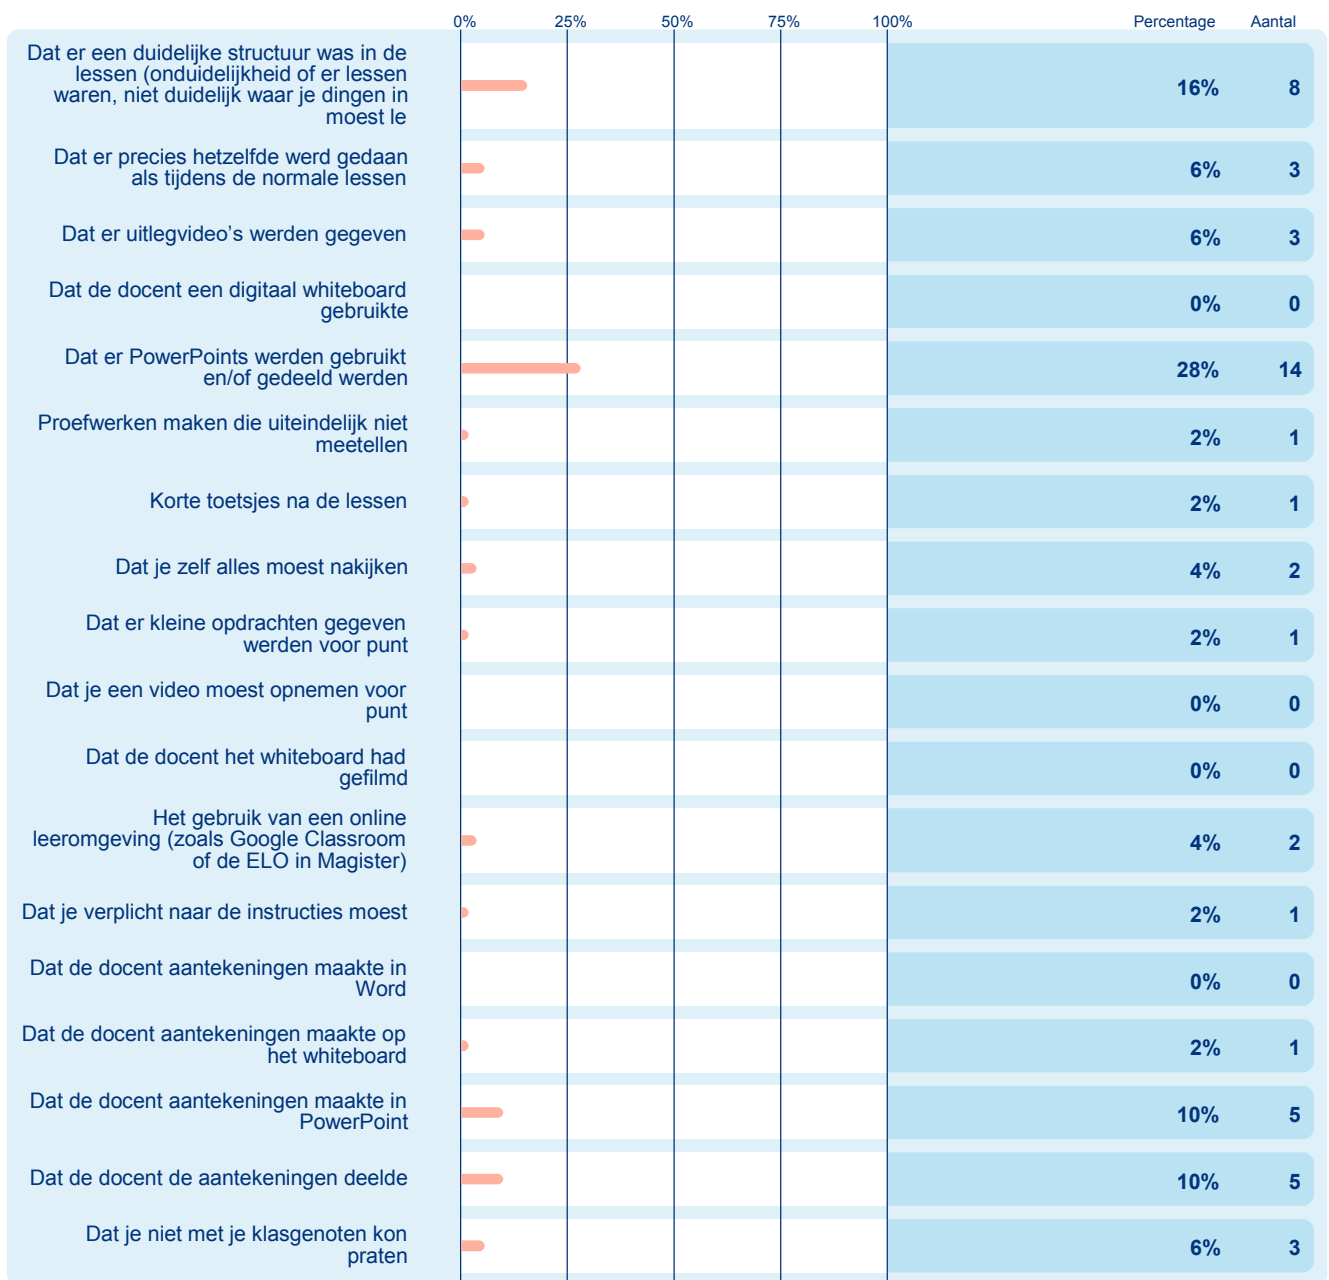 0% 25% 50% 75% 100% Percentage Aantal
Dat er een duidelijke structuur was in de
lessen (onduidelijkheid of er lessen
waren, niet duidelijk waar je dingen in
moest le
16% 8
Dat er precies hetzelfde werd gedaan
als tijdens de normale lessen
6% 3
Dat er uitlegvideo's werden gegeven
6% 3
Dat de docent een digitaal whiteboard
gebruikte
0% 0
Dat er PowerPoints werden gebruikt
en/of gedeeld werden
28% 14
Proefwerken maken die uiteindelijk niet
meetellen
2% 1
Korte toetsjes na de lessen
2% 1
Dat je zelf alles moest nakijken
4% 2
Dat er kleine opdrachten gegeven
werden voor punt
2% 1
Dat je een video moest opnemen voor
punt
0% 0
Dat de docent het whiteboard had
gefilmd
0% 0
Het gebruik van een online
leeromgeving (zoals Google Classroom
of de ELO in Magister)
4% 2
Dat je verplicht naar de instructies moest
2% 1
Dat de docent aantekeningen maakte in
Word
0% 0
Dat de docent aantekeningen maakte op
het whiteboard
2% 1
Dat de docent aantekeningen maakte in
PowerPoint
10% 5
Dat de docent de aantekeningen deelde
10% 5
Dat je niet met je klasgenoten kon
praten
6% 3